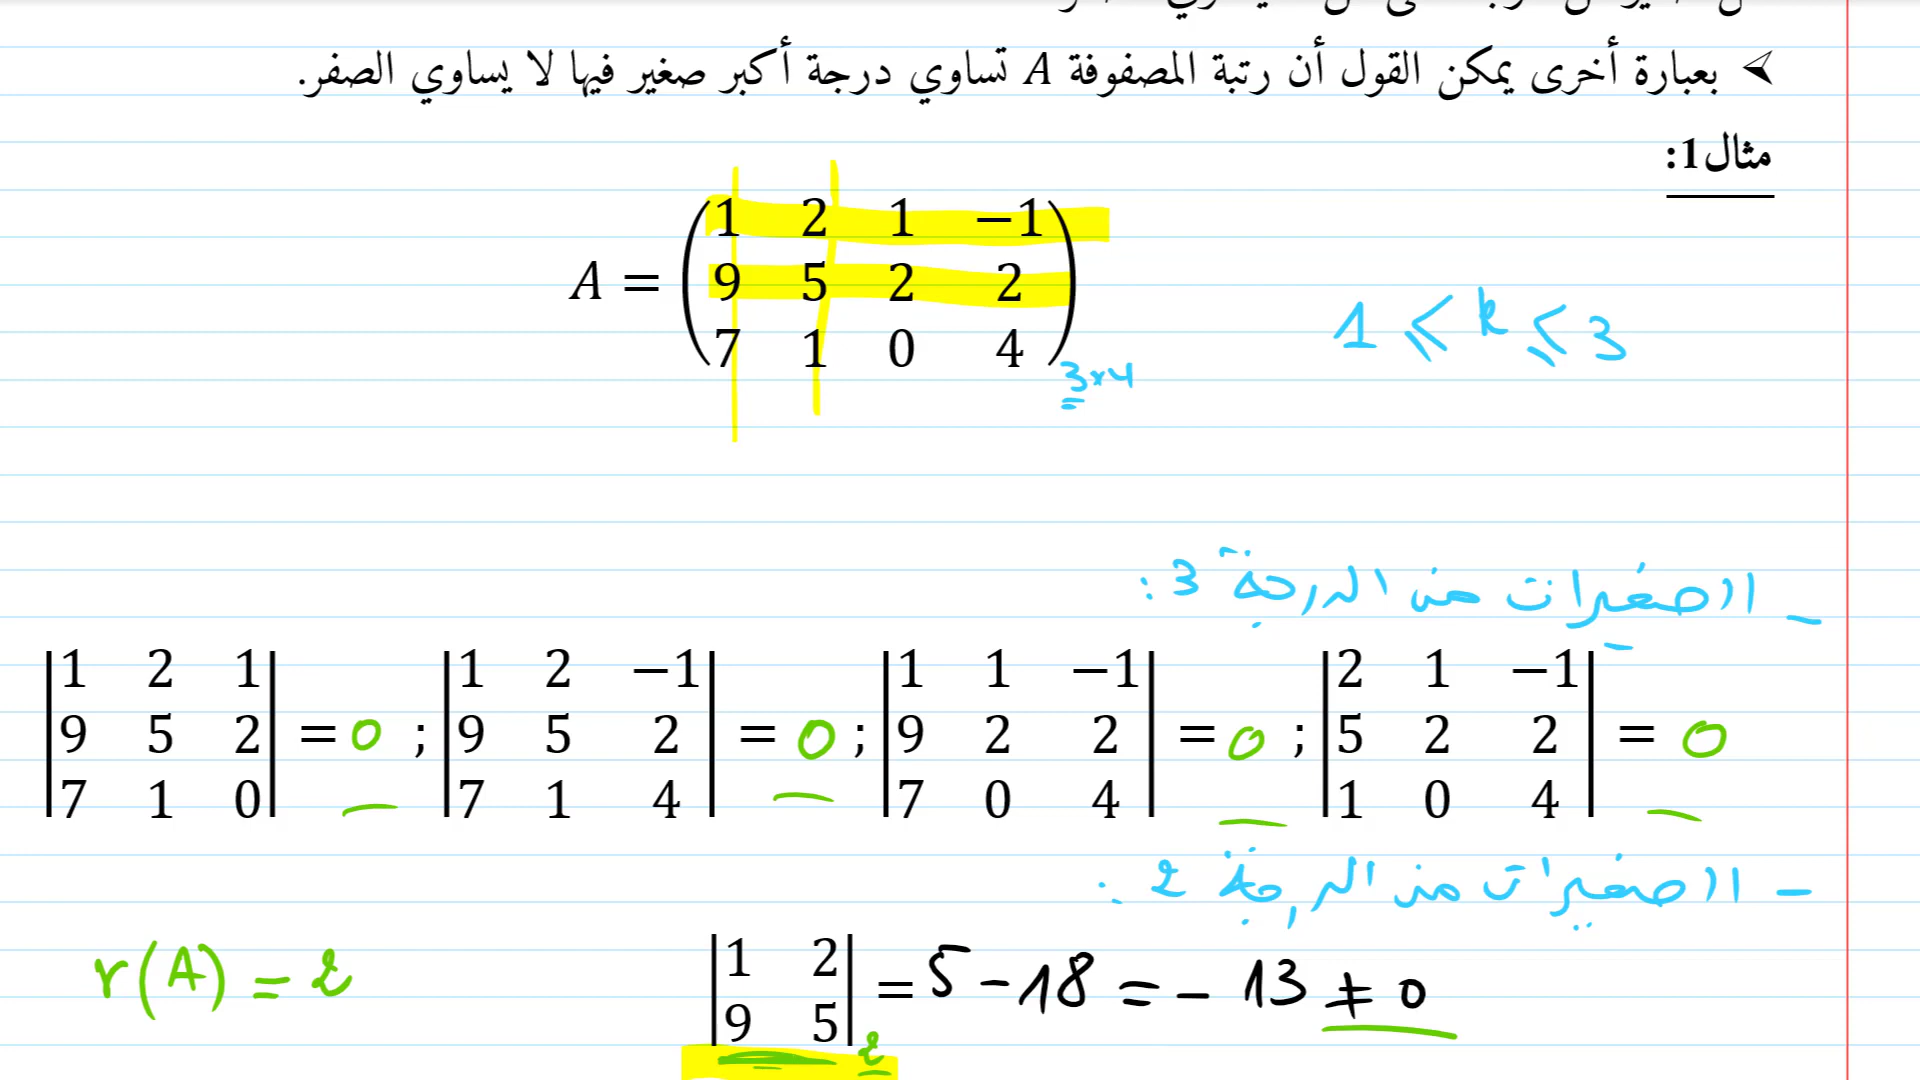 بعبارة أخرى يمكن القول أن رتبة المصفوفة A تساوي درجة أكبر صغير فيها لا يساوي الصفر.
مثال1:
A = (1 2 1 −1
9 5 2 2
7 1 0 4) 3×4
1 ≤ k ≤ 3
- الصغيرات من الدرجة 3 :
|1 2 1| |1 2 −1| |1 1 −1| |2 1 −1|
|9 5 2| = 0 ; |9 5 2| = 0 ; |9 2 2| = 0 ; |5 2 2| = 0
|7 1 0| |7 1 4| |7 0 4| |1 0 4|
- الصغيرات من الدرجة 2 :
|1 2|
|9 5| 2 = 5 - 18 = - 13 ≠ 0
r(A) = 2